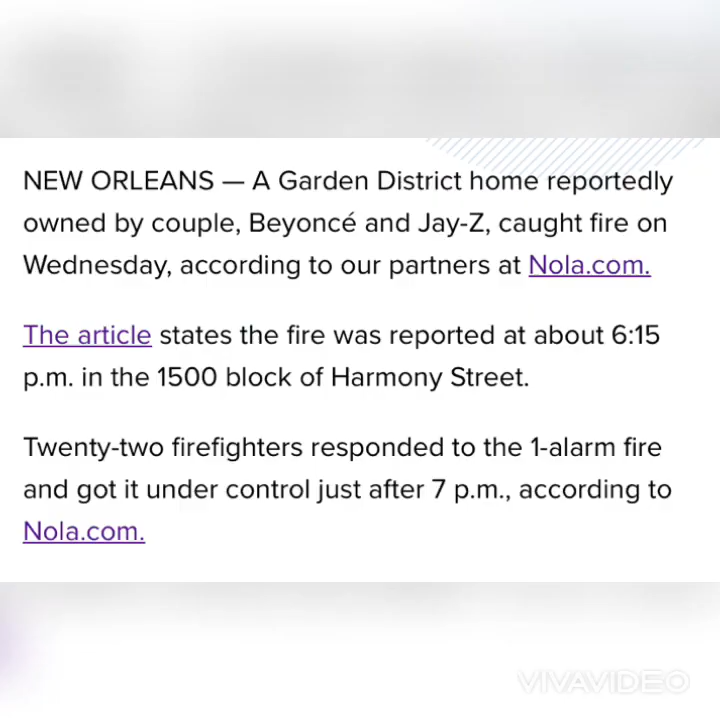 NEW ORLEANS — A Garden District home reportedly
owned by couple, Beyoncé and Jay-Z, caught fire on
Wednesday, according to our partners at Nola.com.
The article states the fire was reported at about 6:15
p.m. in the 1500 block of Harmony Street.
Twenty-two firefighters responded to the 1-alarm fire
and got it under control just after 7 p.m., according to
Nola.com.
VIVAVIDEO